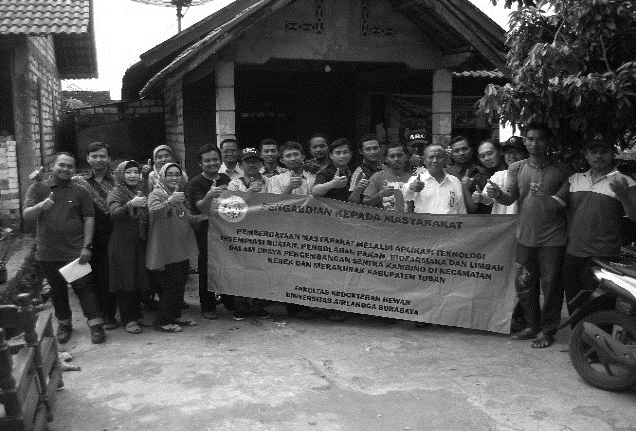 PENGABDIAN KEPADA MASYARAKAT
PEMBERDAYAAN MASYARAKAT MELALUI APLIKASI TEKNOLOGI
INSEMINASI BUATAN, PENGOLAHAN PAKAN, BIOFARMAKA DAN LIMBAH
DALAM UPAYA PENGEMBANGAN SENTRA KAMBING DI KECAMATAN
KEREK DAN MERAKURAK KABUPATEN TUBAN
FAKULTAS KEDOKTERAN HEWAN
UNIVERSITAS AIRLANGGA SURABAYA